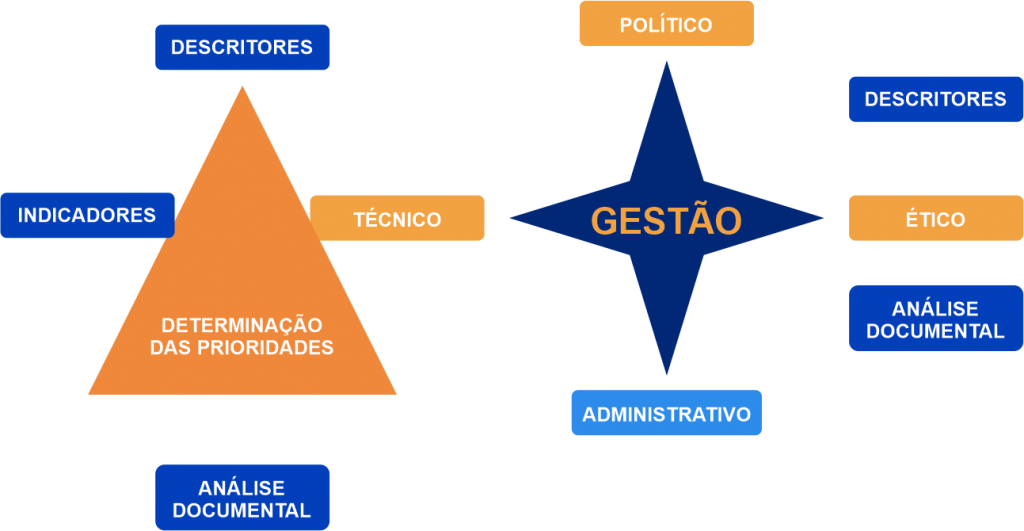 DESCRITORES
INDICADORES
TÉCNICO
DETERMINAÇÃO
DAS PRIORIDADES
ANÁLISE
DOCUMENTAL
POLÍTICO
GESTÃO
ADMINISTRATIVO
DESCRITORES
ÉTICO
ANÁLISE
DOCUMENTAL